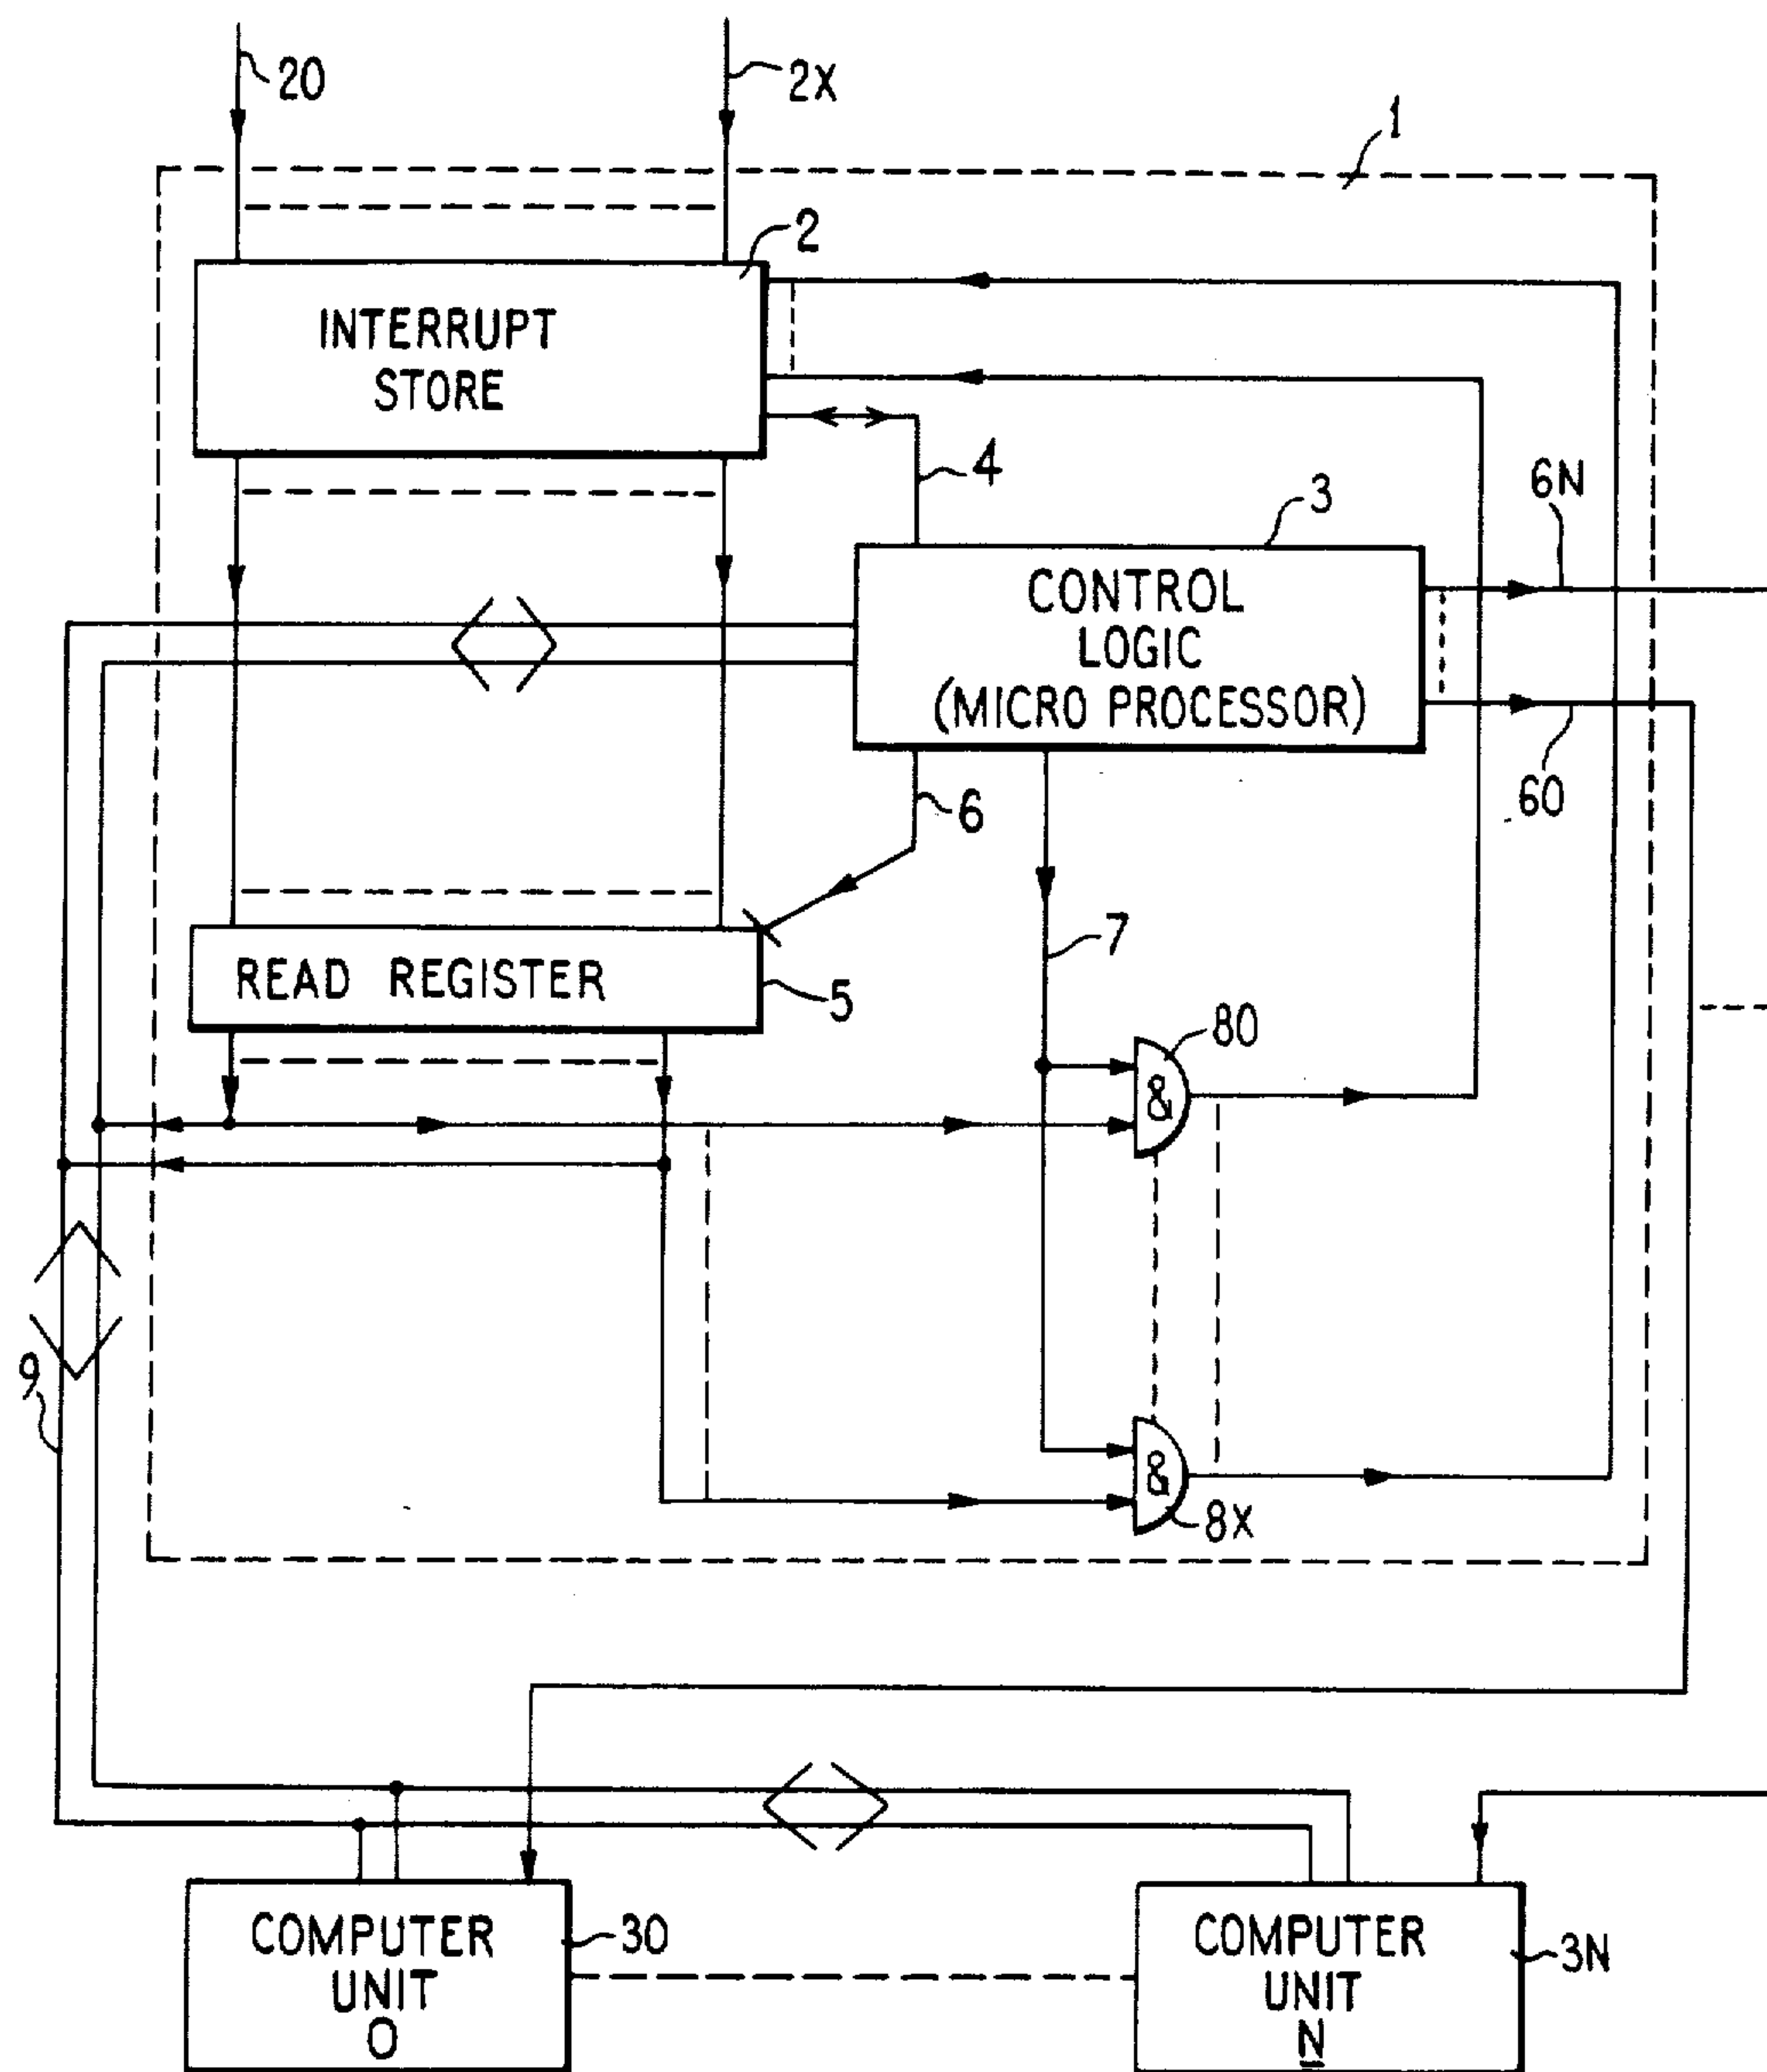 20
2X
1
2
INTERRUPT
STORE
4
3
6N
CONTROL
LOGIC
(MICRO PROCESSOR)
60
6
7
READ REGISTER
5
80
&
9
&
8X
COMPUTER
UNIT
O
30
COMPUTER
UNIT
N
3N